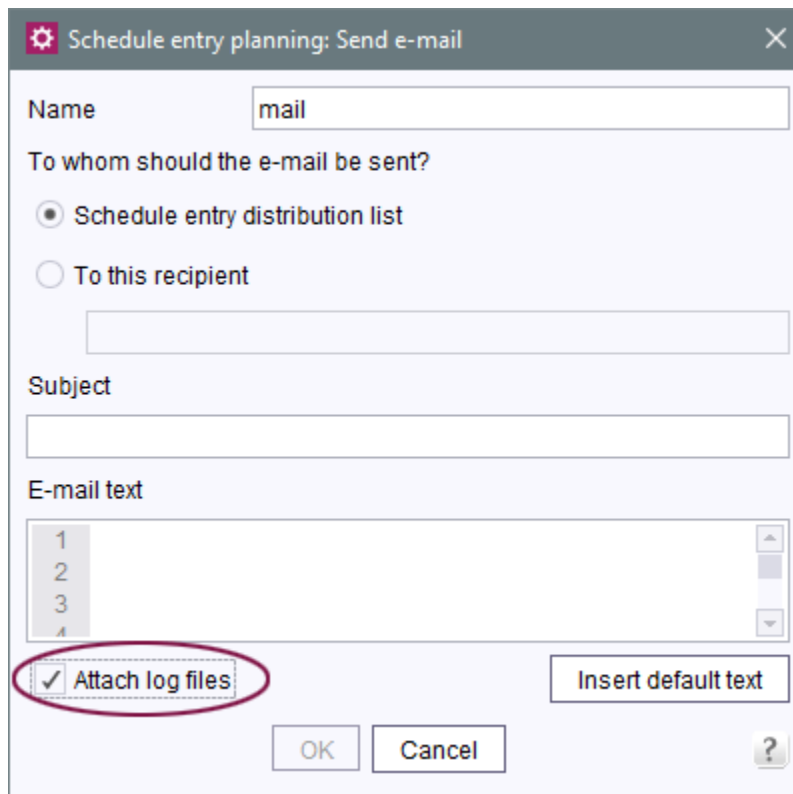 Schedule entry planning: Send e-mail
Name mail
To whom should the e-mail be sent?
Schedule entry distribution list
To this recipient
Subject
E-mail text
1
2
3
4
Attach log files Insert default text
OK Cancel ?